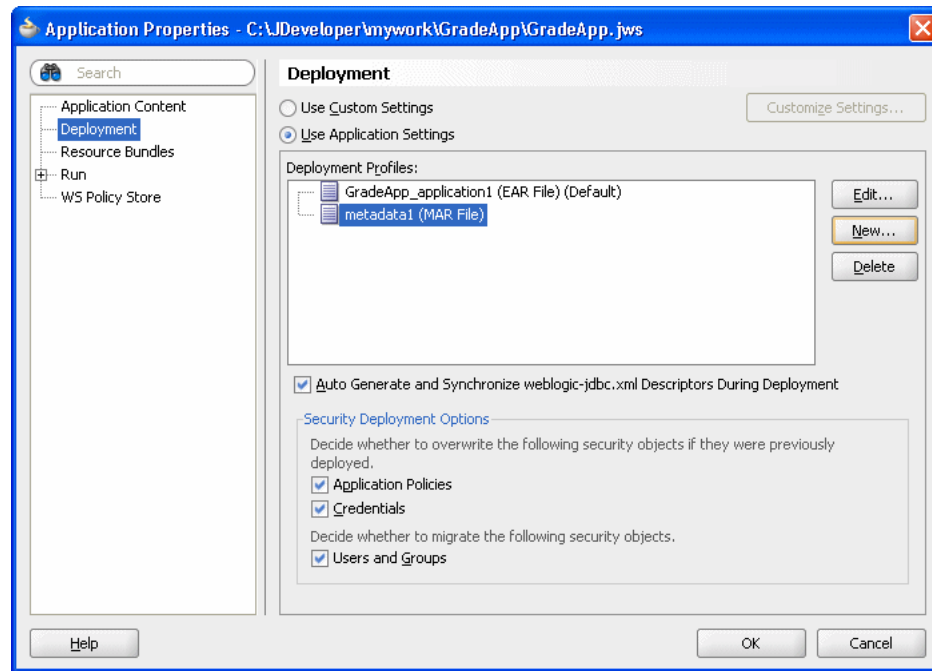 Application Properties - C:\JDeveloper\mywork\GradeApp\GradeApp.jws
Search
Application Content
Deployment
Resource Bundles
Run
WS Policy Store
Deployment
Use Custom Settings
Customize Settings...
Use Application Settings
Deployment Profiles:
GradeApp_application1 (EAR File) (Default)
metadata1 (MAR File)
Edit...
New...
Delete
Auto Generate and Synchronize weblogic-jdbc.xml Descriptors During Deployment
Security Deployment Options
Decide whether to overwrite the following security objects if they were previously
deployed.
Application Policies
Credentials
Decide whether to migrate the following security objects.
Users and Groups
Help
OK
Cancel